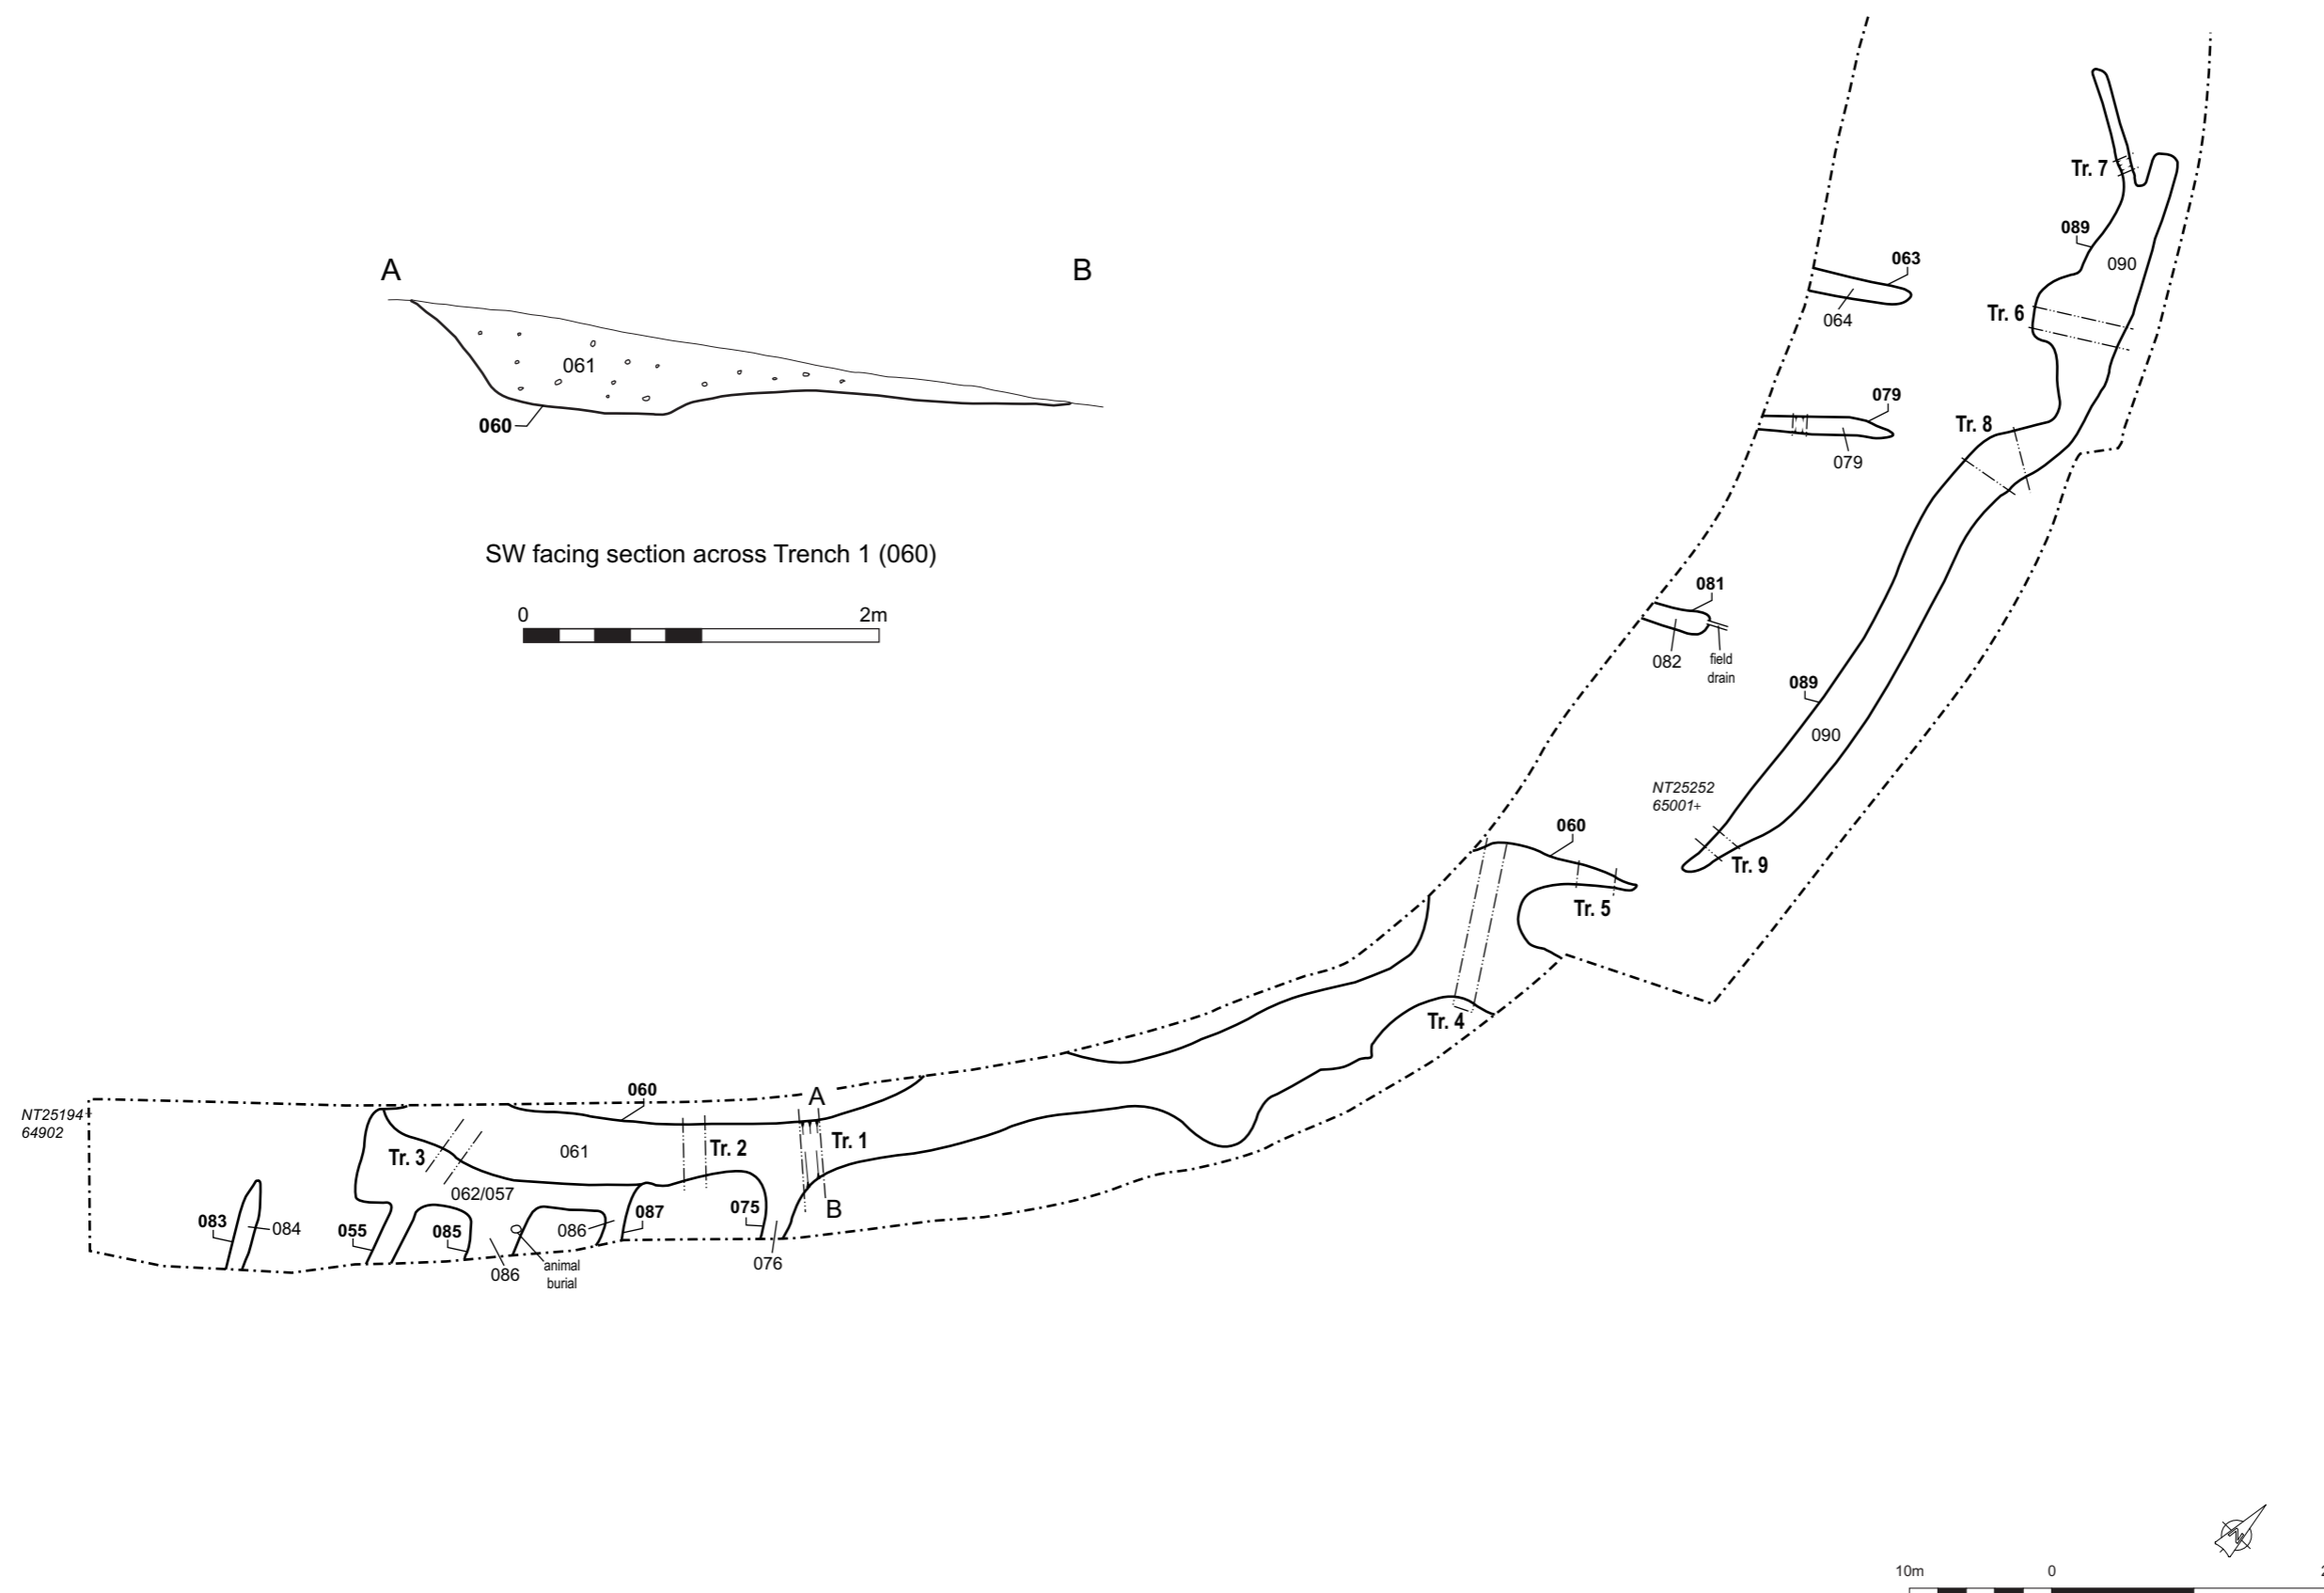 A
B
061
060
SW facing section across Trench 1 (060)
0
2m
Tr. 7
089
090
063
064
Tr. 6
079
079
Tr. 8
081
082
field
drain
089
090
NT25252
65001+
060
Tr. 9
Tr. 5
Tr. 4
NT25194+
64902
060
A
Tr. 1
Tr. 2
061
Tr. 3
062/057
B
083
084
055
085
086
087
075
086
animal
burial
076
N
10m
0